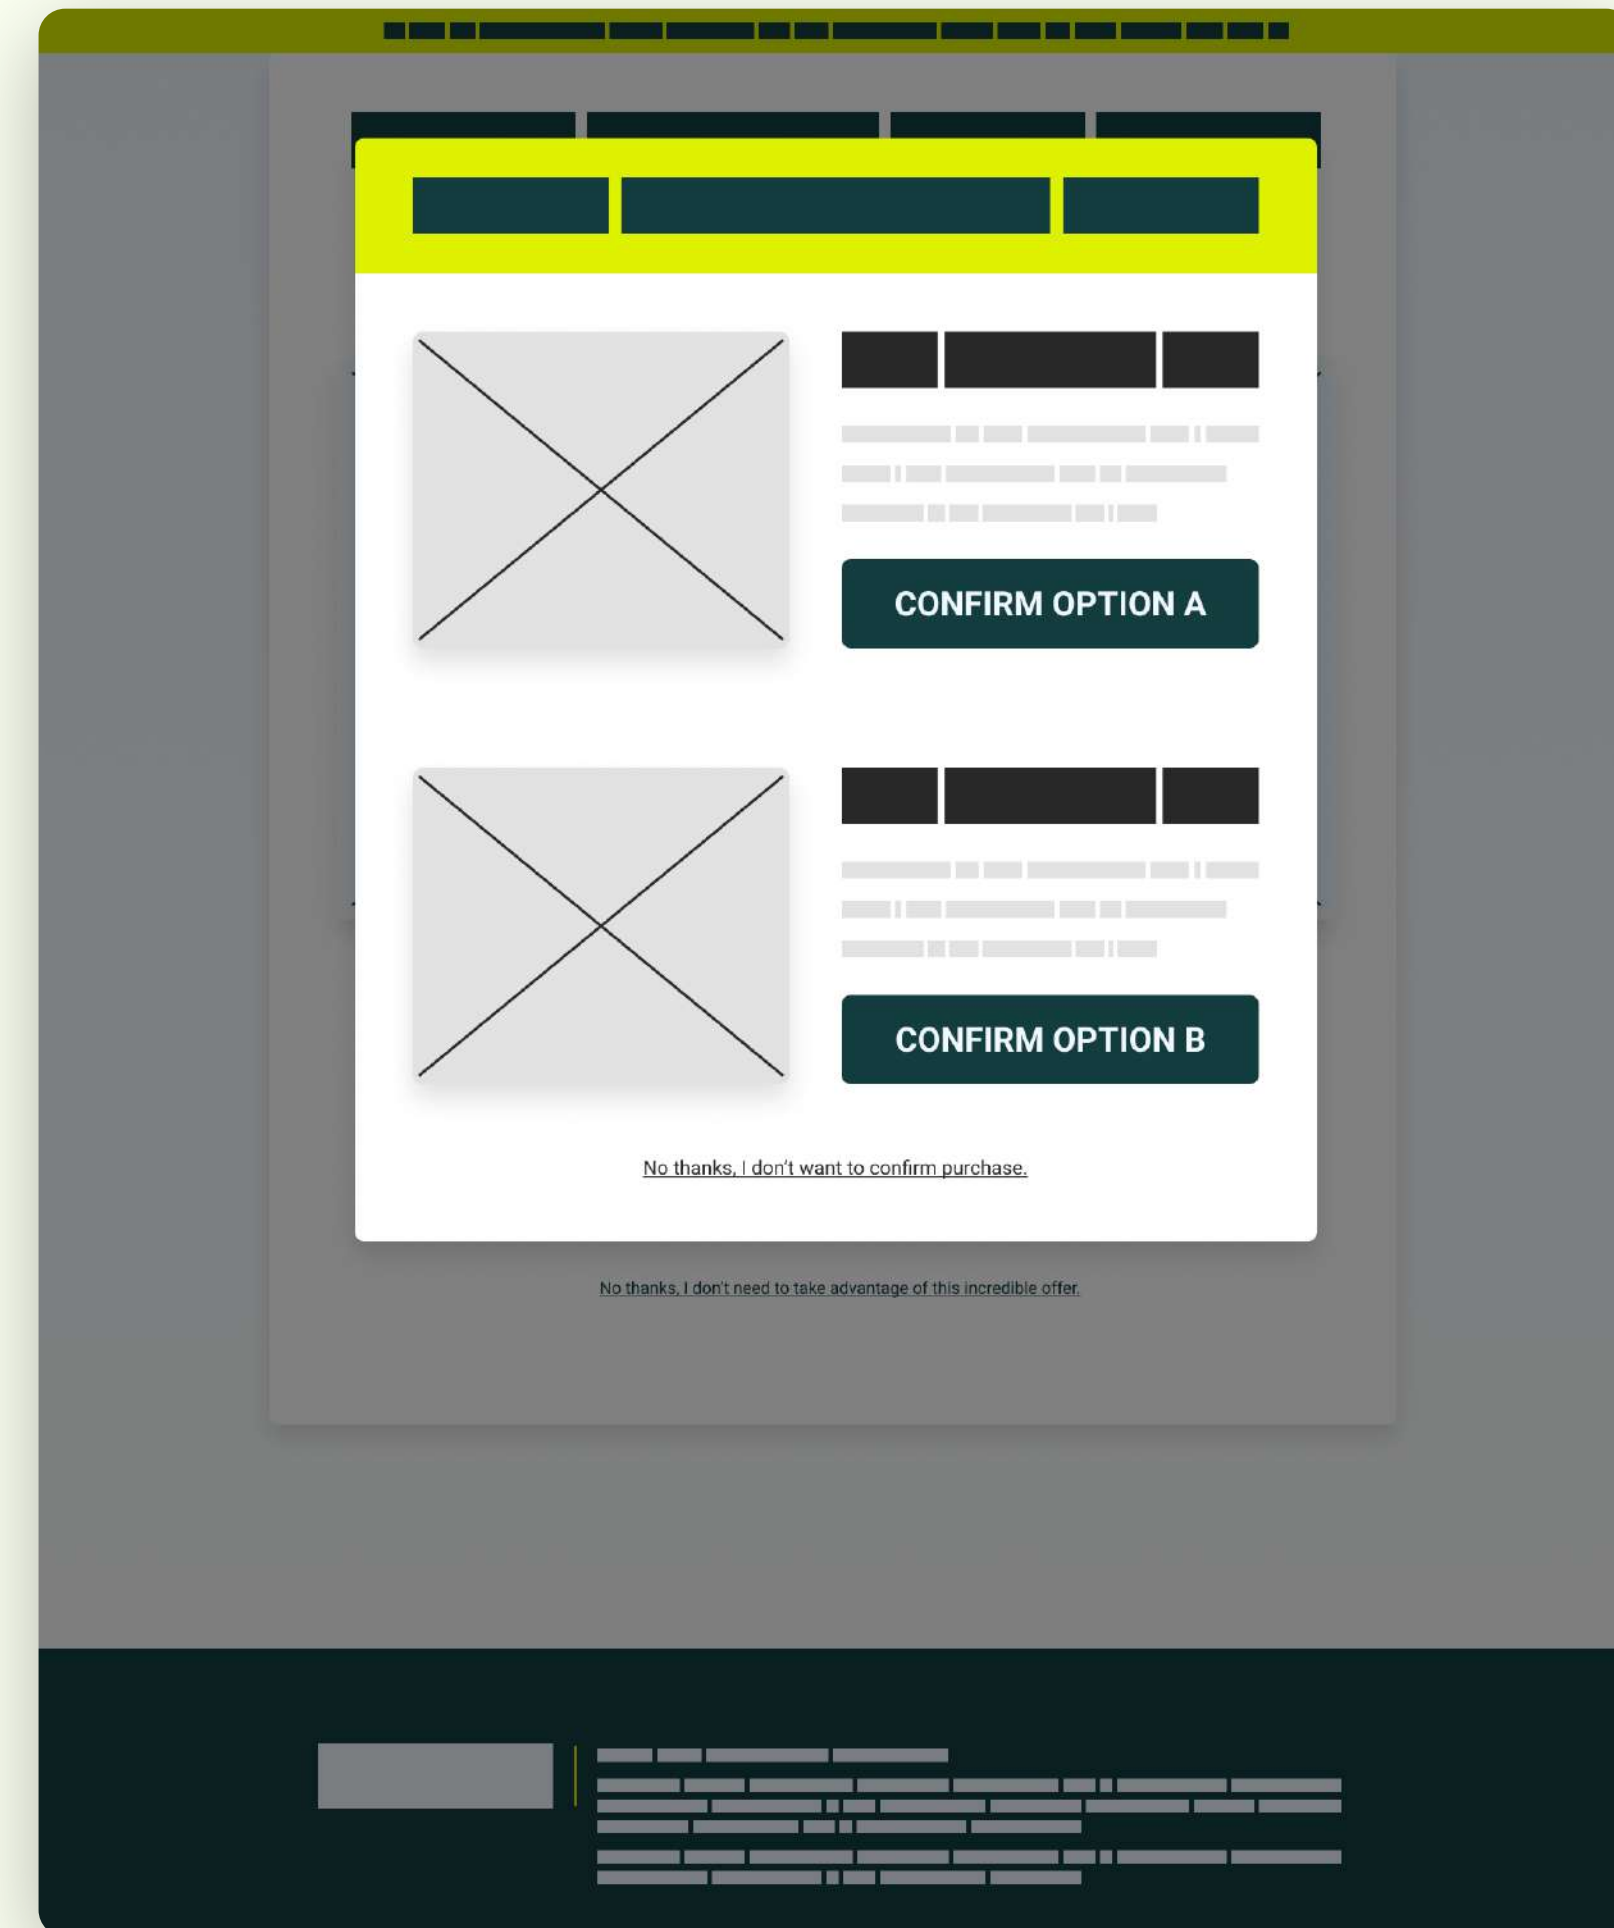 CONFIRM OPTION A
CONFIRM OPTION B
No thanks, I don't want to confirm purchase.
No thanks, I don't need to take advantage of this incredible offer.